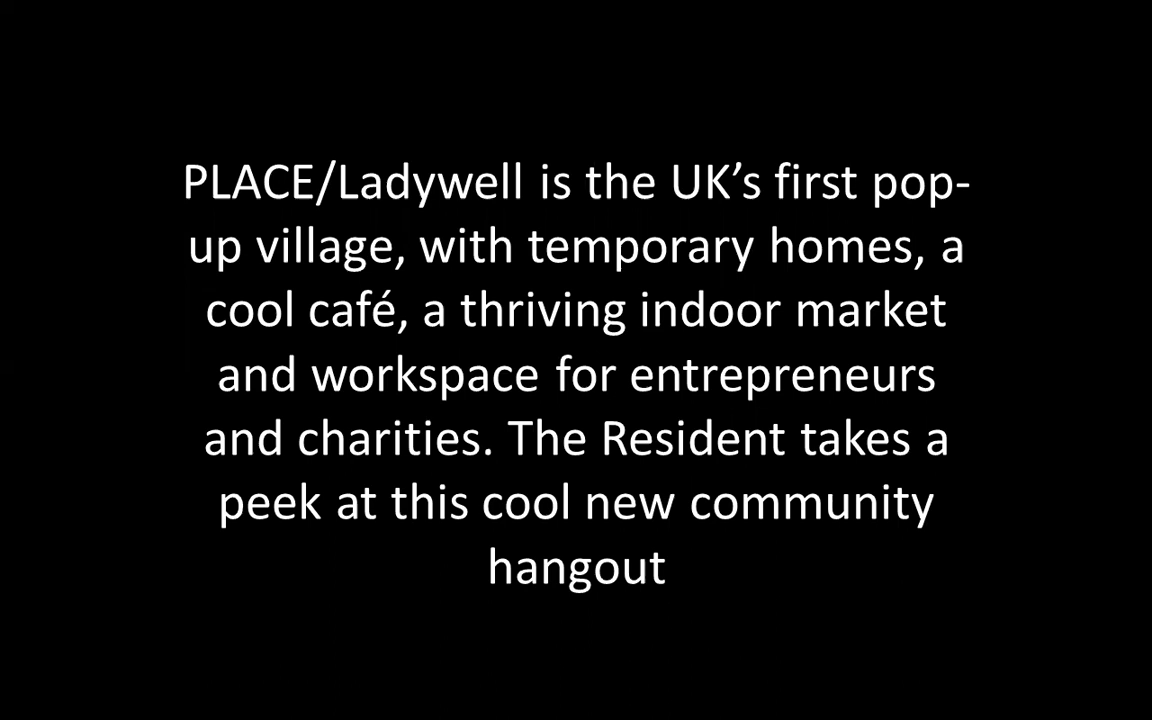 PLACE/Ladywell is the UK’s first pop-
up village, with temporary homes, a
cool café, a thriving indoor market
and workspace for entrepreneurs
and charities. The Resident takes a
peek at this cool new community
hangout